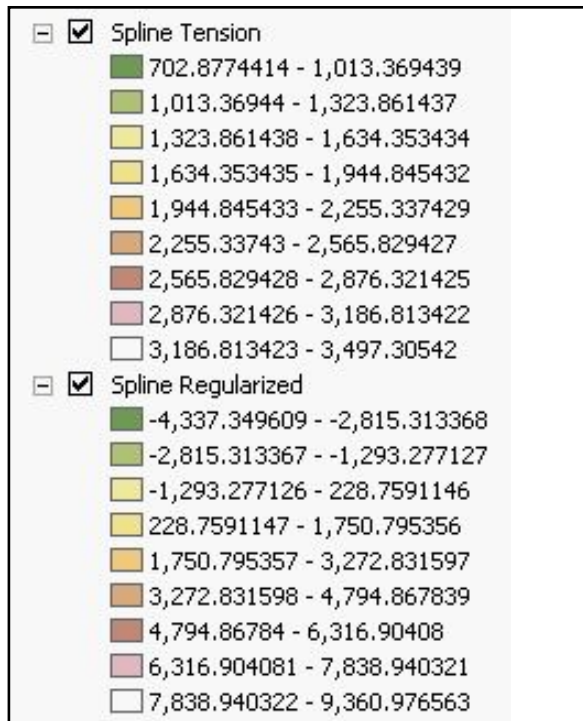 Spline Tension
702.8774414 - 1,013.369439
1,013.36944 - 1,323.861437
1,323.861438 - 1,634.353434
1,634.353435 - 1,944.845432
1,944.845433 - 2,255.337429
2,255.33743 - 2,565.829427
2,565.829428 - 2,876.321425
2,876.321426 - 3,186.813422
3,186.813423 - 3,497.30542
Spline Regularized
-4,337.349609 - -2,815.313368
-2,815.313367 - -1,293.277127
-1,293.277126 - 228.7591146
228.7591147 - 1,750.795356
1,750.795357 - 3,272.831597
3,272.831598 - 4,794.867839
4,794.86784 - 6,316.90408
6,316.904081 - 7,838.940321
7,838.940322 - 9,360.976563